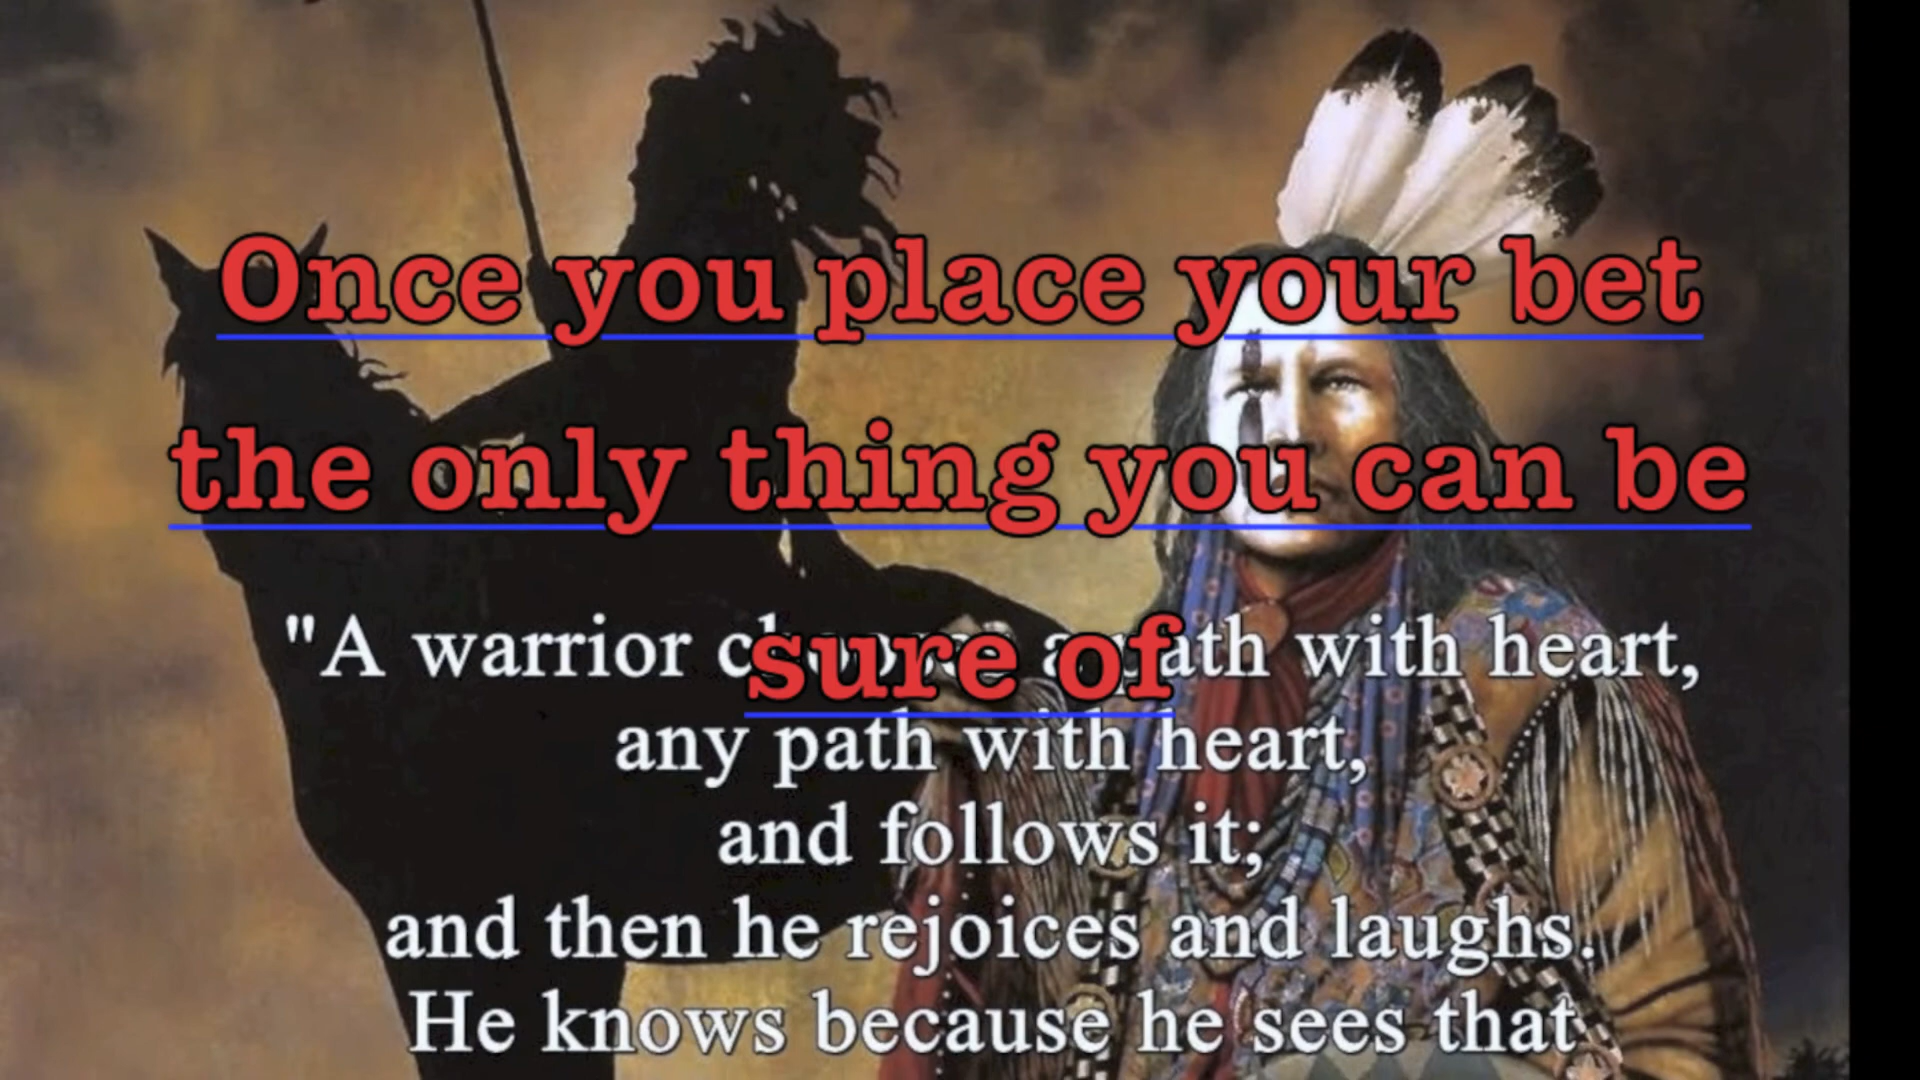 Once you place your bet
the only thing you can be
sure of
"A warrior chooses a path with heart,
any path with heart,
and follows it;
and then he rejoices and laughs.
He knows because he sees that